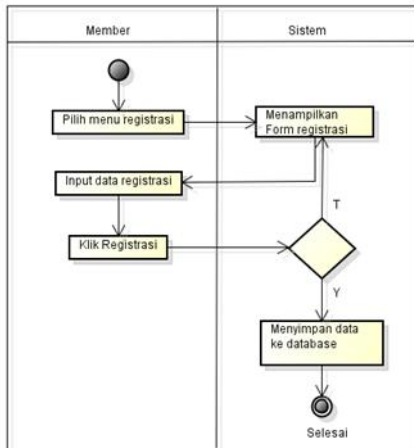 Member
Sistem
Pilih menu registrasi
Menampilkan
Form registrasi
Input data registrasi
Klik Registrasi
T
Y
Menyimpan data
ke database
Selesai